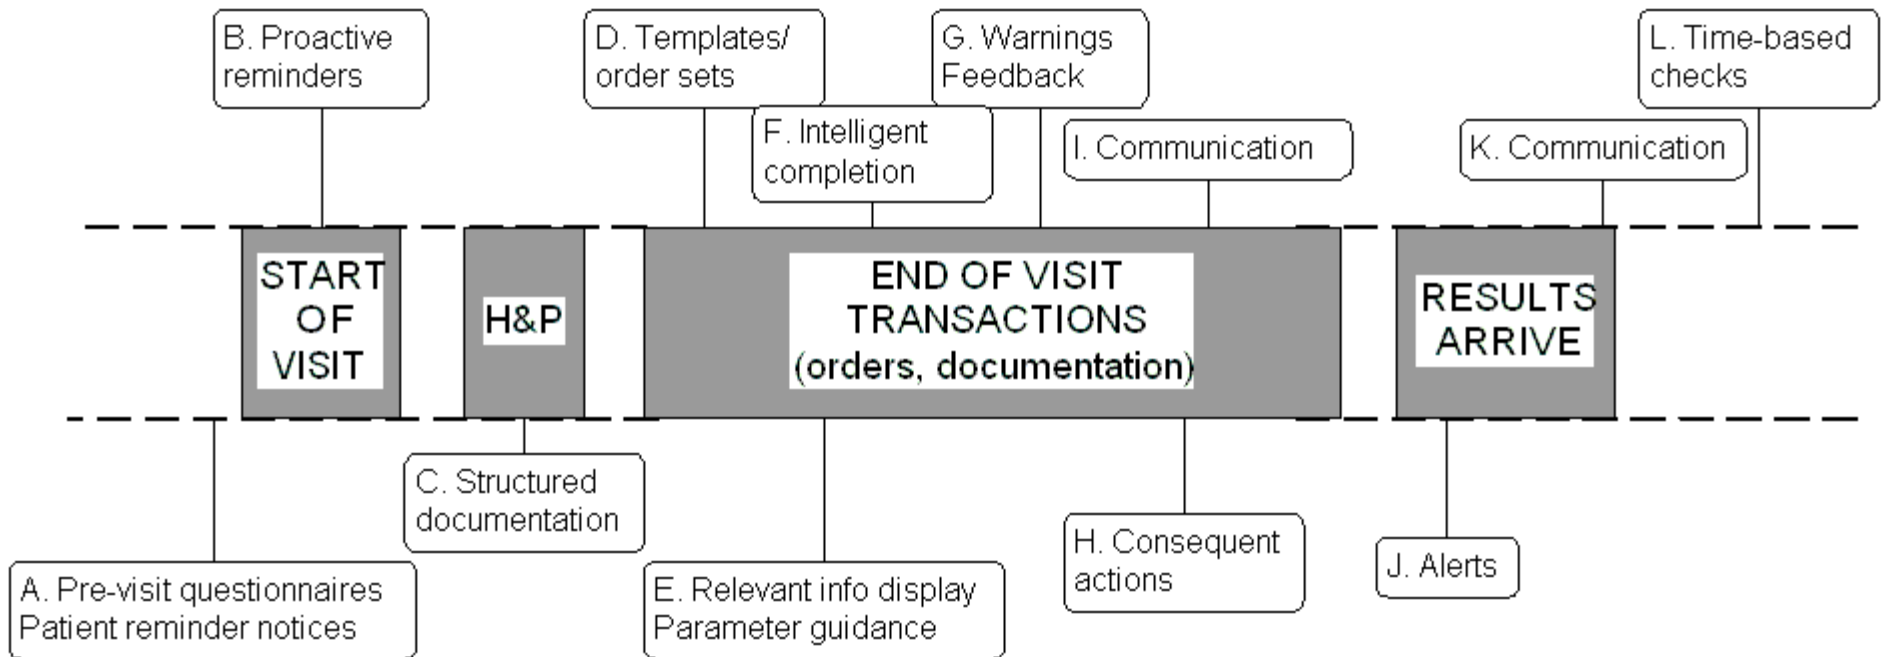 B. Proactive
reminders
D. Templates/
order sets
G. Warnings
Feedback
L. Time-based
checks
F. Intelligent
completion
I. Communication
K. Communication
START
OF
VISIT
H&P
END OF VISIT
TRANSACTIONS
(orders, documentation)
RESULTS
ARRIVE
C. Structured
documentation
A. Pre-visit questionnaires
Patient reminder notices
E. Relevant info display
Parameter guidance
H. Consequent
actions
J. Alerts